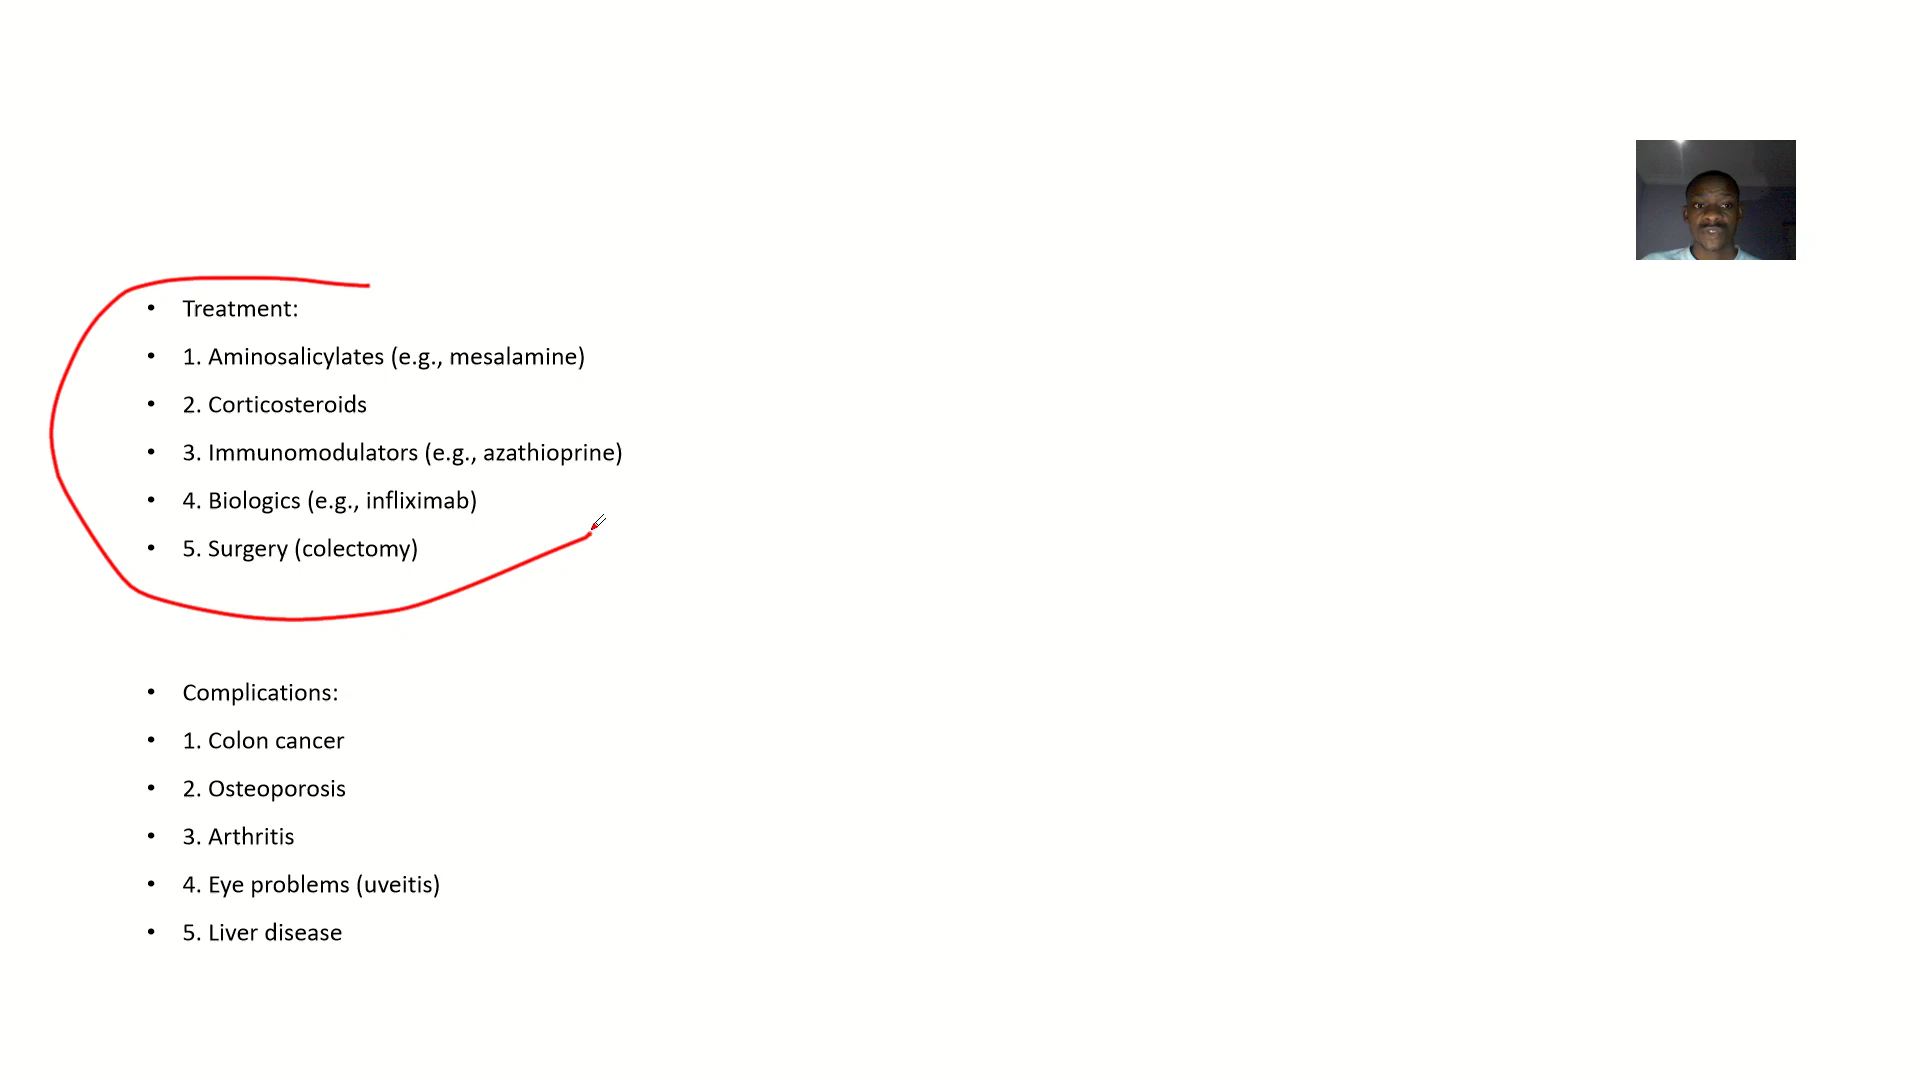 • Treatment:
• 1. Aminosalicylates (e.g., mesalamine)
• 2. Corticosteroids
• 3. Immunomodulators (e.g., azathioprine)
• 4. Biologics (e.g., infliximab)
• 5. Surgery (colectomy)
• Complications:
• 1. Colon cancer
• 2. Osteoporosis
• 3. Arthritis
• 4. Eye problems (uveitis)
• 5. Liver disease